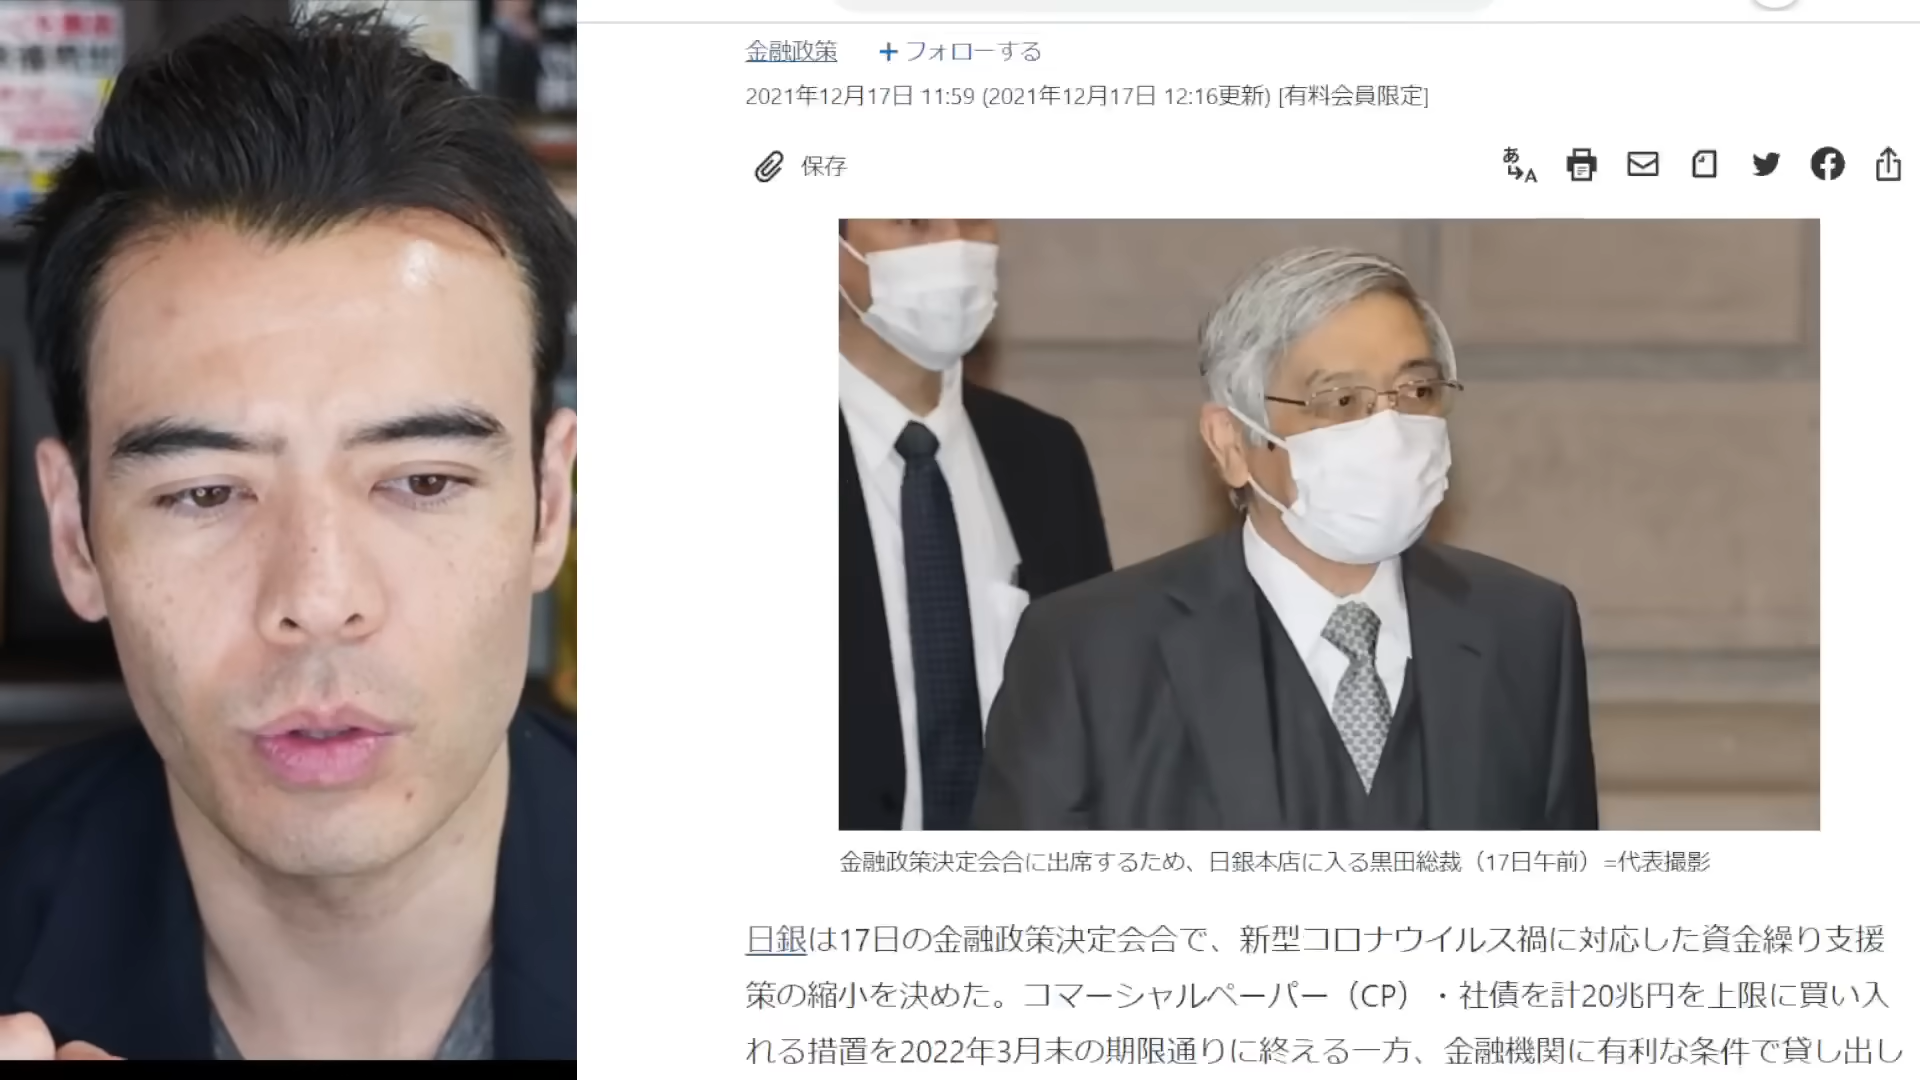 金融政策 +フォローする
2021年12月17日 11:59 (2021年12月17日 12:16更新) [有料会員限定]
保存
あ A
金融政策決定会合に出席するため、日銀本店に入る黒田総裁（17日午前）=代表撮影
日銀は17日の金融政策決定会合で、新型コロナウイルス禍に対応した資金繰り支援
策の縮小を決めた。コマーシャルペーパー（CP）・社債を計20兆円を上限に買い入
れる措置を2022年3月末の期限通りに終える一方、金融機関に有利な条件で貸し出し